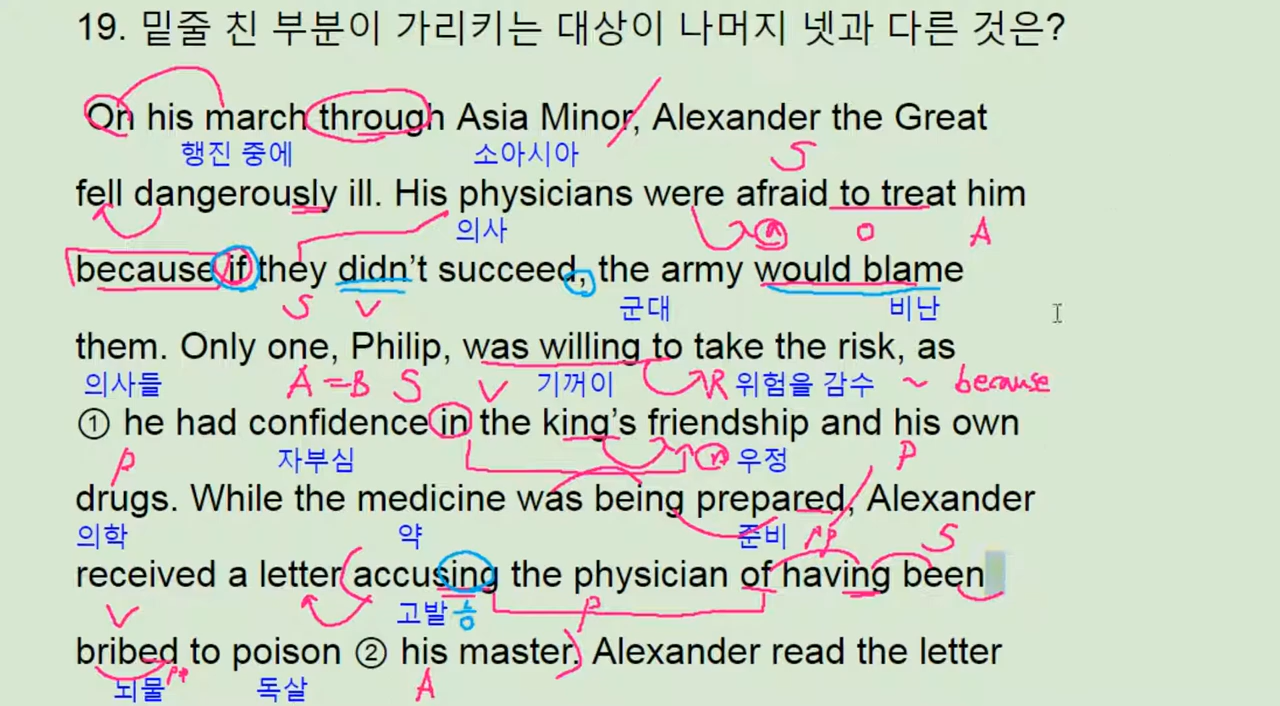 19. 밑줄 친 부분이 가리키는 대상이 나머지 넷과 다른 것은?
On his march through Asia Minor, Alexander the Great
행진 중에 소아시아 S
fell dangerously ill. His physicians were afraid to treat him
의사 ⓝ O A
because if they didn't succeed, the army would blame
S V 군대 비난
them. Only one, Philip, was willing to take the risk, as
의사들 A = B S V 기꺼이 R 위험을 감수 ~ because
① he had confidence in the king's friendship and his own
P 자부심 ⓝ 우정 P
drugs. While the medicine was being prepared, Alexander
의학 약 준비 pp S
received a letter accusing the physician of having been
V 고발 능 P
bribed to poison ② his master. Alexander read the letter
뇌물 pp 독살 A